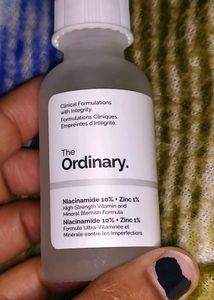 Clinical Formulations
with Integrity.
Formulations Cliniques
Empreintes d'Intégrité.
The
Ordinary.
Niacinamide 10% + Zinc 1%
High-Strength Vitamin and
Mineral Blemish Formula
Niacinamide 10% + Zinc 1%
Formule Ultra-Vitaminée et
Minérale contre les Imperfections